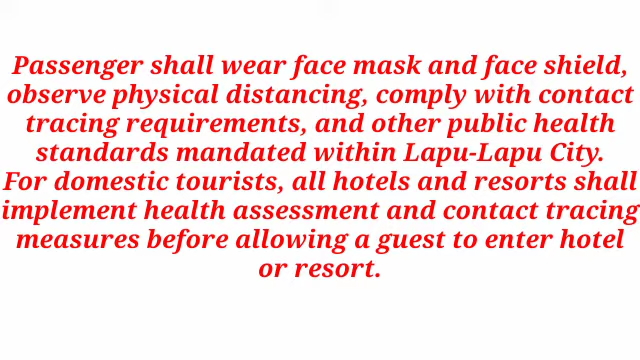 Passenger shall wear face mask and face shield,
observe physical distancing, comply with contact
tracing requirements, and other public health
standards mandated within Lapu-Lapu City.
For domestic tourists, all hotels and resorts shall
implement health assessment and contact tracing
measures before allowing a guest to enter hotel
or resort.